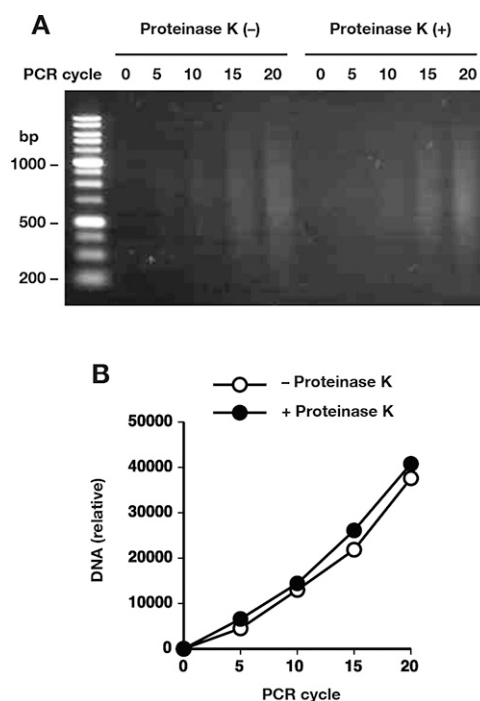 A
Proteinase K (–) Proteinase K (+)
PCR cycle 0 5 10 15 20 0 5 10 15 20
bp
1000 –
500 –
200 –
B
– Proteinase K
+ Proteinase K
50000
40000
30000
20000
10000
0
DNA (relative)
0 5 10 15 20
PCR cycle